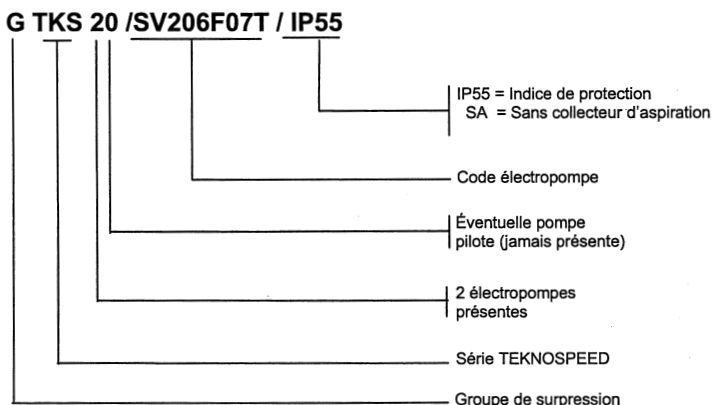 G TKS 20 /SV206F07T / IP55
IP55 = Indice de protection
SA = Sans collecteur d'aspiration
Code électropompe
Éventuelle pompe
pilote (jamais présente)
2 électropompes
présentes
Série TEKNOSPEED
Groupe de surpression